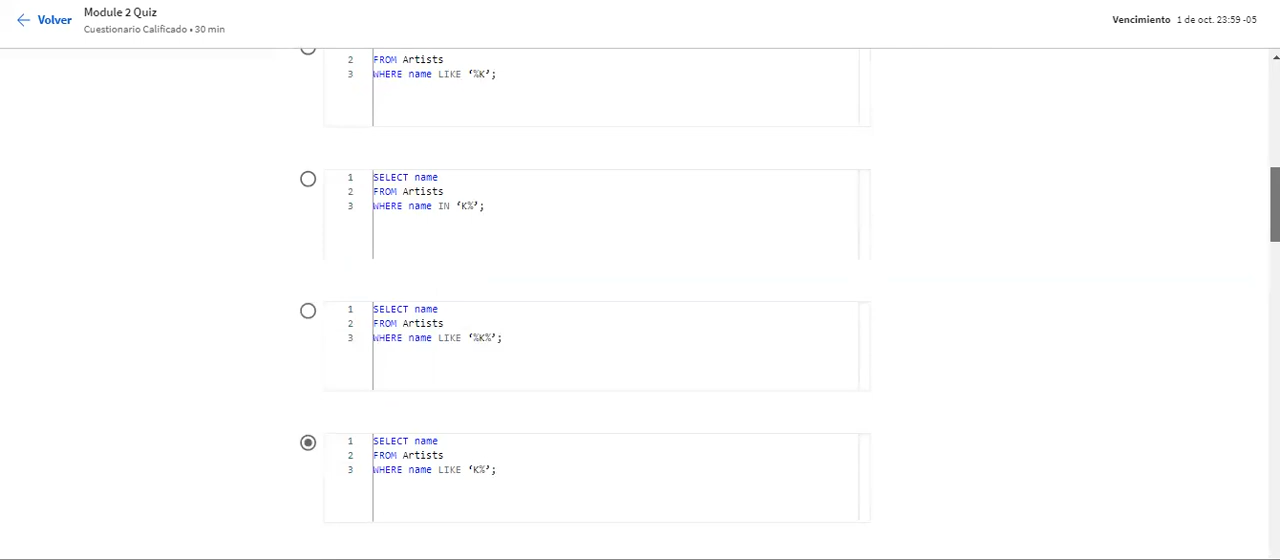 ← Volver
Module 2 Quiz
Cuestionario Calificado • 30 min
Vencimiento 1 de oct. 23:59 -05
2 FROM Artists
3 WHERE name LIKE ‘%K’;
1 SELECT name
2 FROM Artists
3 WHERE name IN ‘K%’;
1 SELECT name
2 FROM Artists
3 WHERE name LIKE ‘%K%’;
1 SELECT name
2 FROM Artists
3 WHERE name LIKE ‘K%’;